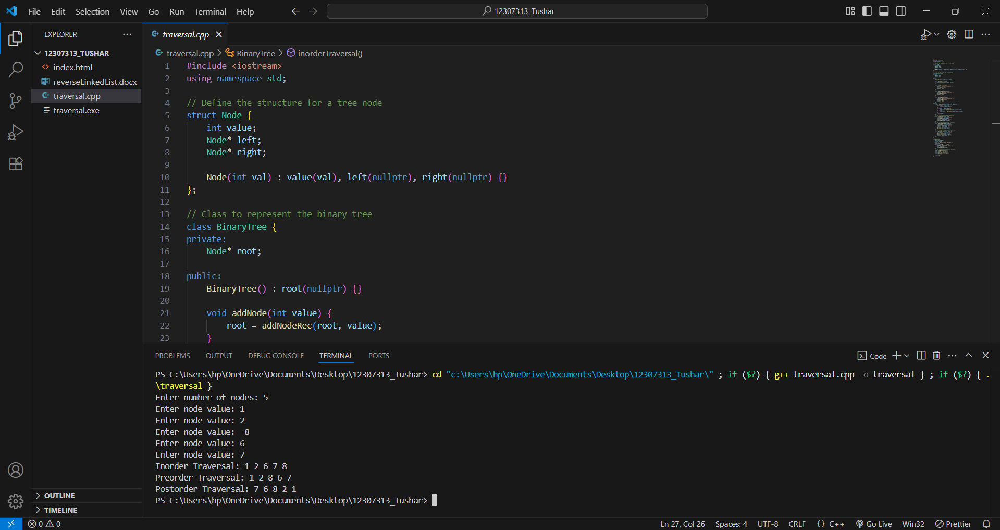 File Edit Selection View Go Run Terminal Help
12307313_Tushar
EXPLORER
12307313_TUSHAR
index.html
reverseLinkedList.docx
traversal.cpp
traversal.exe
OUTLINE
TIMELINE
traversal.cpp
traversal.cpp > BinaryTree > inorderTraversal()
1 #include <iostream>
2 using namespace std;
3
4 // Define the structure for a tree node
5 struct Node {
6 int value;
7 Node* left;
8 Node* right;
9
10 Node(int val) : value(val), left(nullptr), right(nullptr) {}
11 };
12
13 // Class to represent the binary tree
14 class BinaryTree {
15 private:
16 Node* root;
17
18 public:
19 BinaryTree() : root(nullptr) {}
20
21 void addNode(int value) {
22 root = addNodeRec(root, value);
23 }
PROBLEMS OUTPUT DEBUG CONSOLE TERMINAL PORTS
Code
PS C:\Users\hp\OneDrive\Documents\Desktop\12307313_Tushar> cd "c:\Users\hp\OneDrive\Documents\Desktop\12307313_Tushar\" ; if ($?) { g++ traversal.cpp -o traversal } ; if ($?) { .
\traversal }
Enter number of nodes: 5
Enter node value: 1
Enter node value: 2
Enter node value:  8
Enter node value: 6
Enter node value: 7
Inorder Traversal: 1 2 6 7 8
Preorder Traversal: 1 2 8 6 7
Postorder Traversal: 7 6 8 2 1
PS C:\Users\hp\OneDrive\Documents\Desktop\12307313_Tushar>
0 0 Ln 27, Col 26 Spaces: 4 UTF-8 CRLF {} C++ Go Live Win32 Prettier